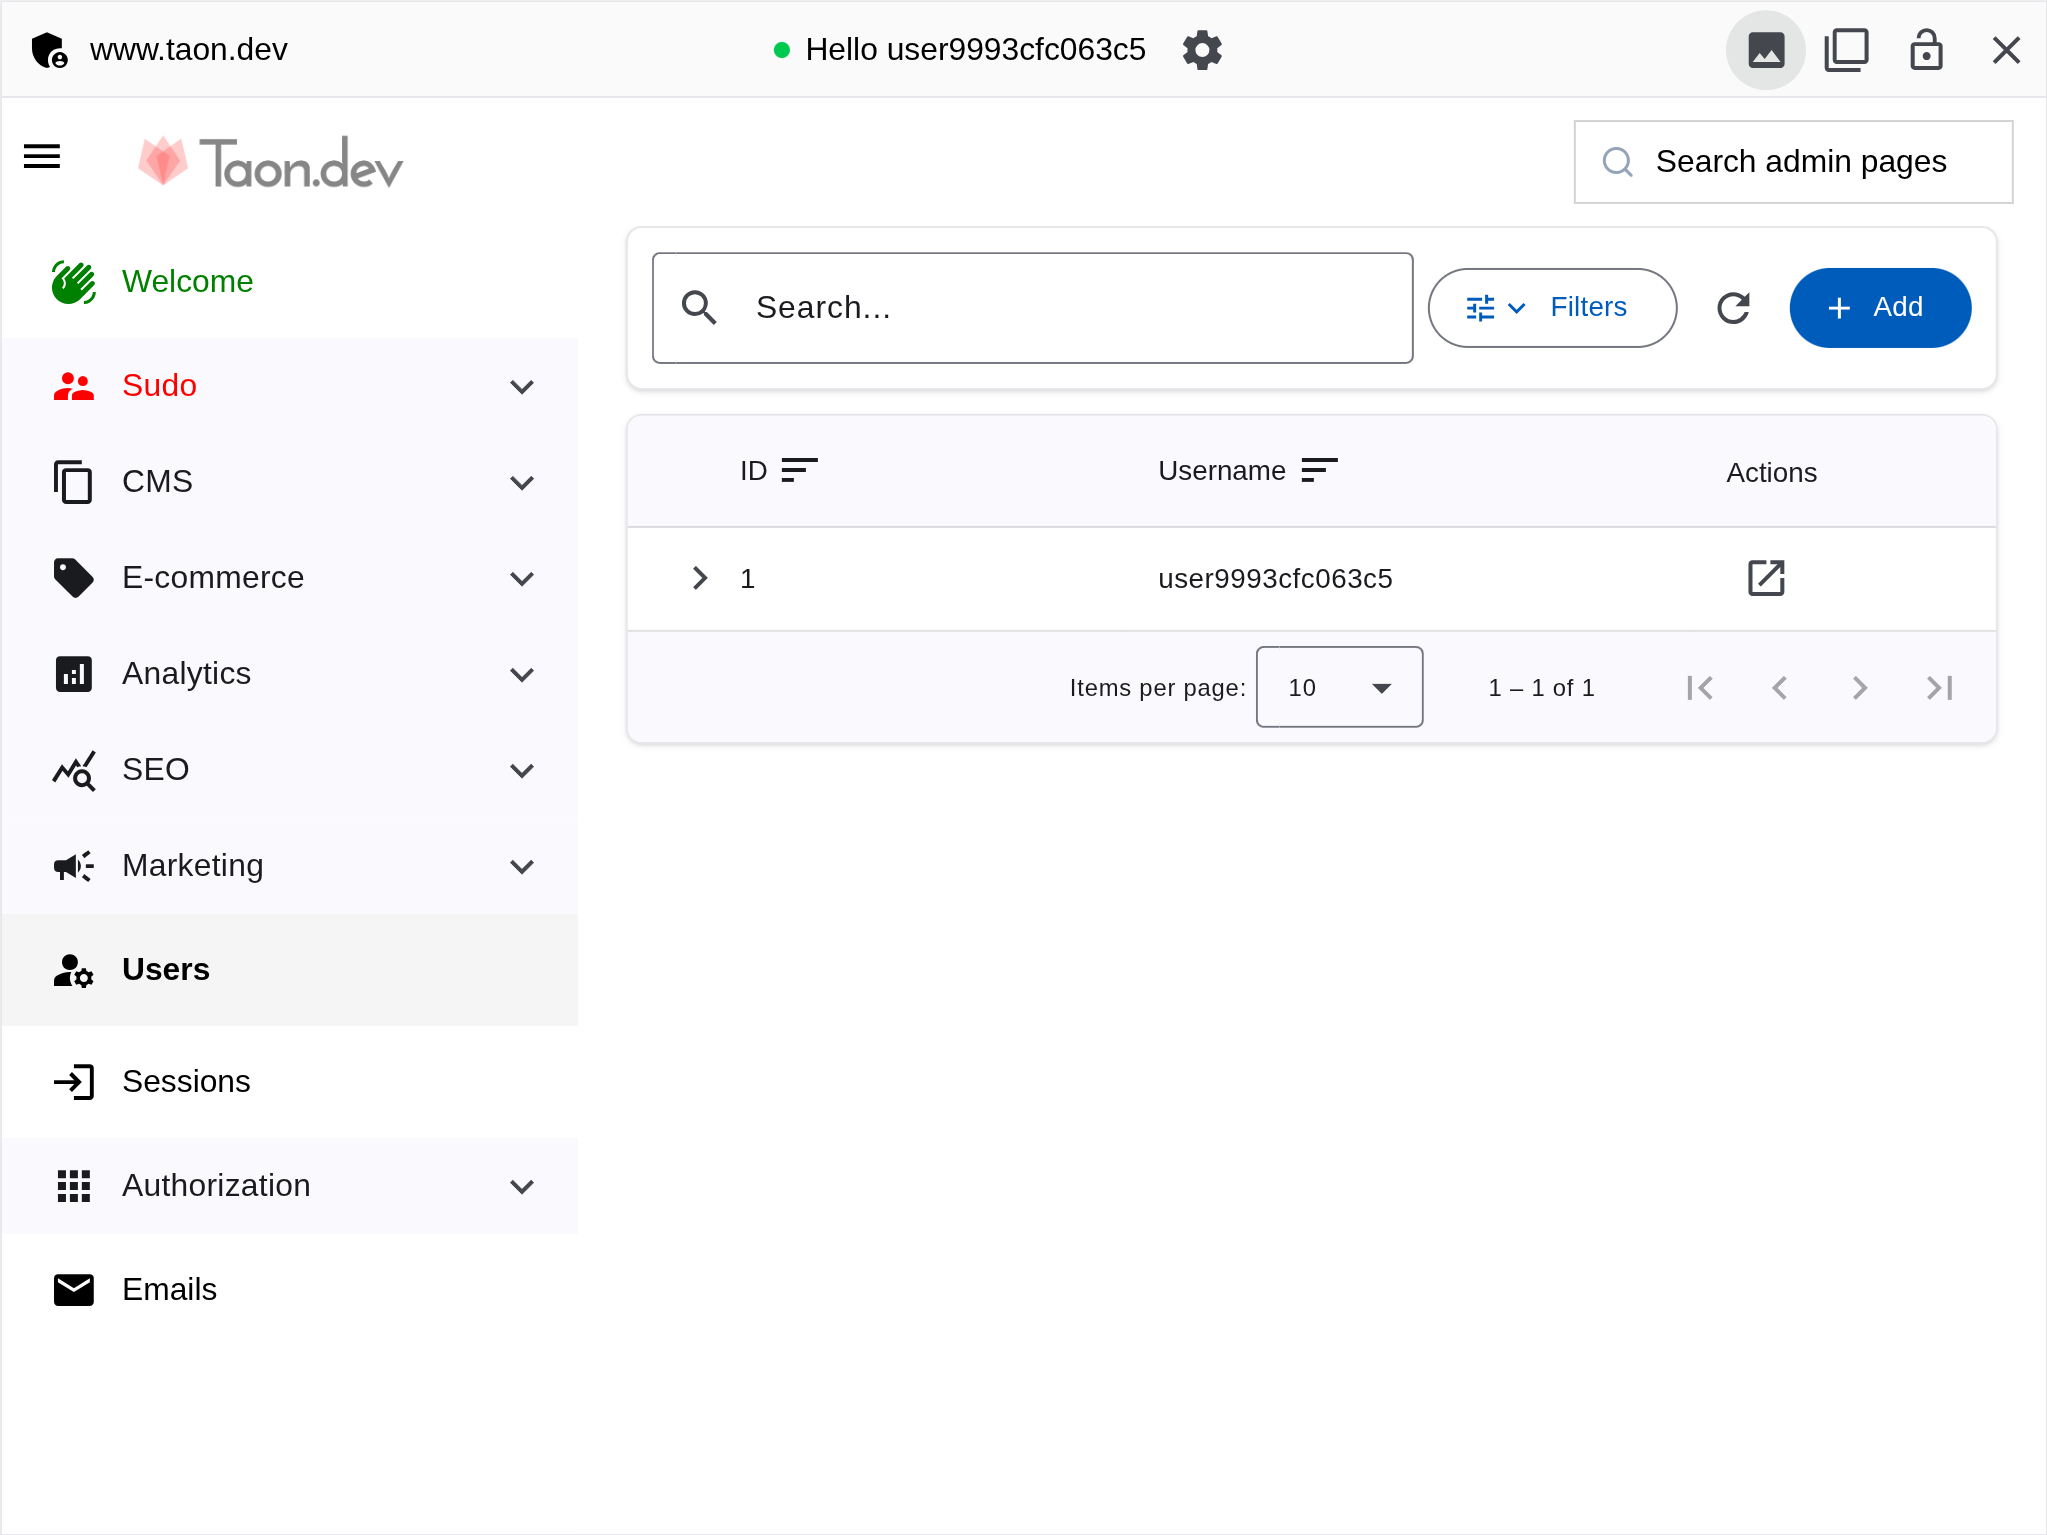 www.taon.dev
Hello user9993cfc063c5
Taon.dev
Search admin pages
Welcome
Search...
Filters
Add
Sudo
CMS
E-commerce
Analytics
SEO
Marketing
Users
Sessions
Authorization
Emails
ID
Username
Actions
1
user9993cfc063c5
Items per page:
10
1 – 1 of 1